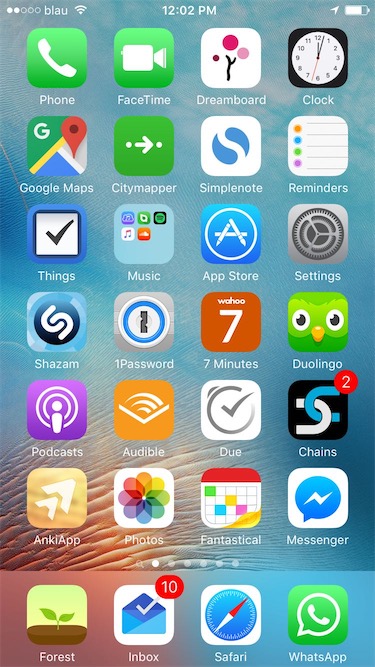 blau 12:02 PM
Phone FaceTime Dreamboard Clock
G
Google Maps Citymapper Simplenote Reminders
Things Music App Store Settings
wahoo
7
Shazam 1Password 7 Minutes Duolingo
2
Podcasts Audible Due Chains
AnkiApp Photos Fantastical Messenger
10
Forest Inbox Safari WhatsApp